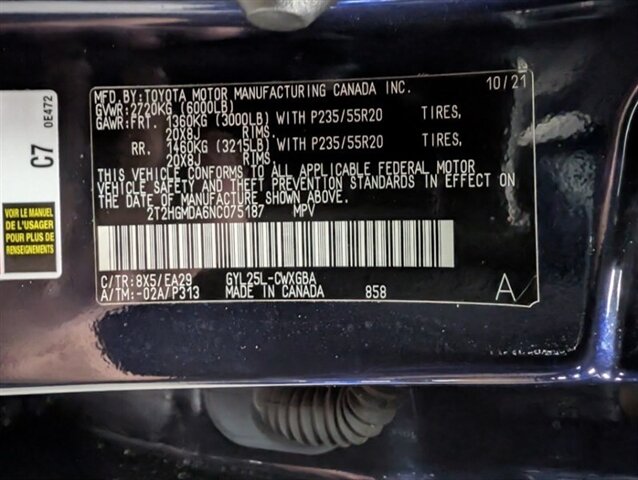 MFD.BY:TOYOTA MOTOR MANUFACTURING CANADA INC. 10/21
GVWR:2720KG (6000LB)
GAWR:FRT. 1360KG (3000LB) WITH P235/55R20 TIRES,
20X8J RIMS.
RR. 1460KG (3215LB) WITH P235/55R20 TIRES,
20X8J RIMS.
THIS VEHICLE CONFORMS TO ALL APPLICABLE FEDERAL MOTOR
VEHICLE SAFETY AND THEFT PREVENTION STANDARDS IN EFFECT ON
THE DATE OF MANUFACTURE SHOWN ABOVE.
2T2HGMDA6NC075187 MPV
C/TR:8X5/EA29 GYL25L-CWXGBA
A/TM:-02A/P313 MADE IN CANADA 858 A
C7 0E472
VOIR LE MANUEL
DE L'USAGER
POUR PLUS DE
RENSEIGNEMENTS